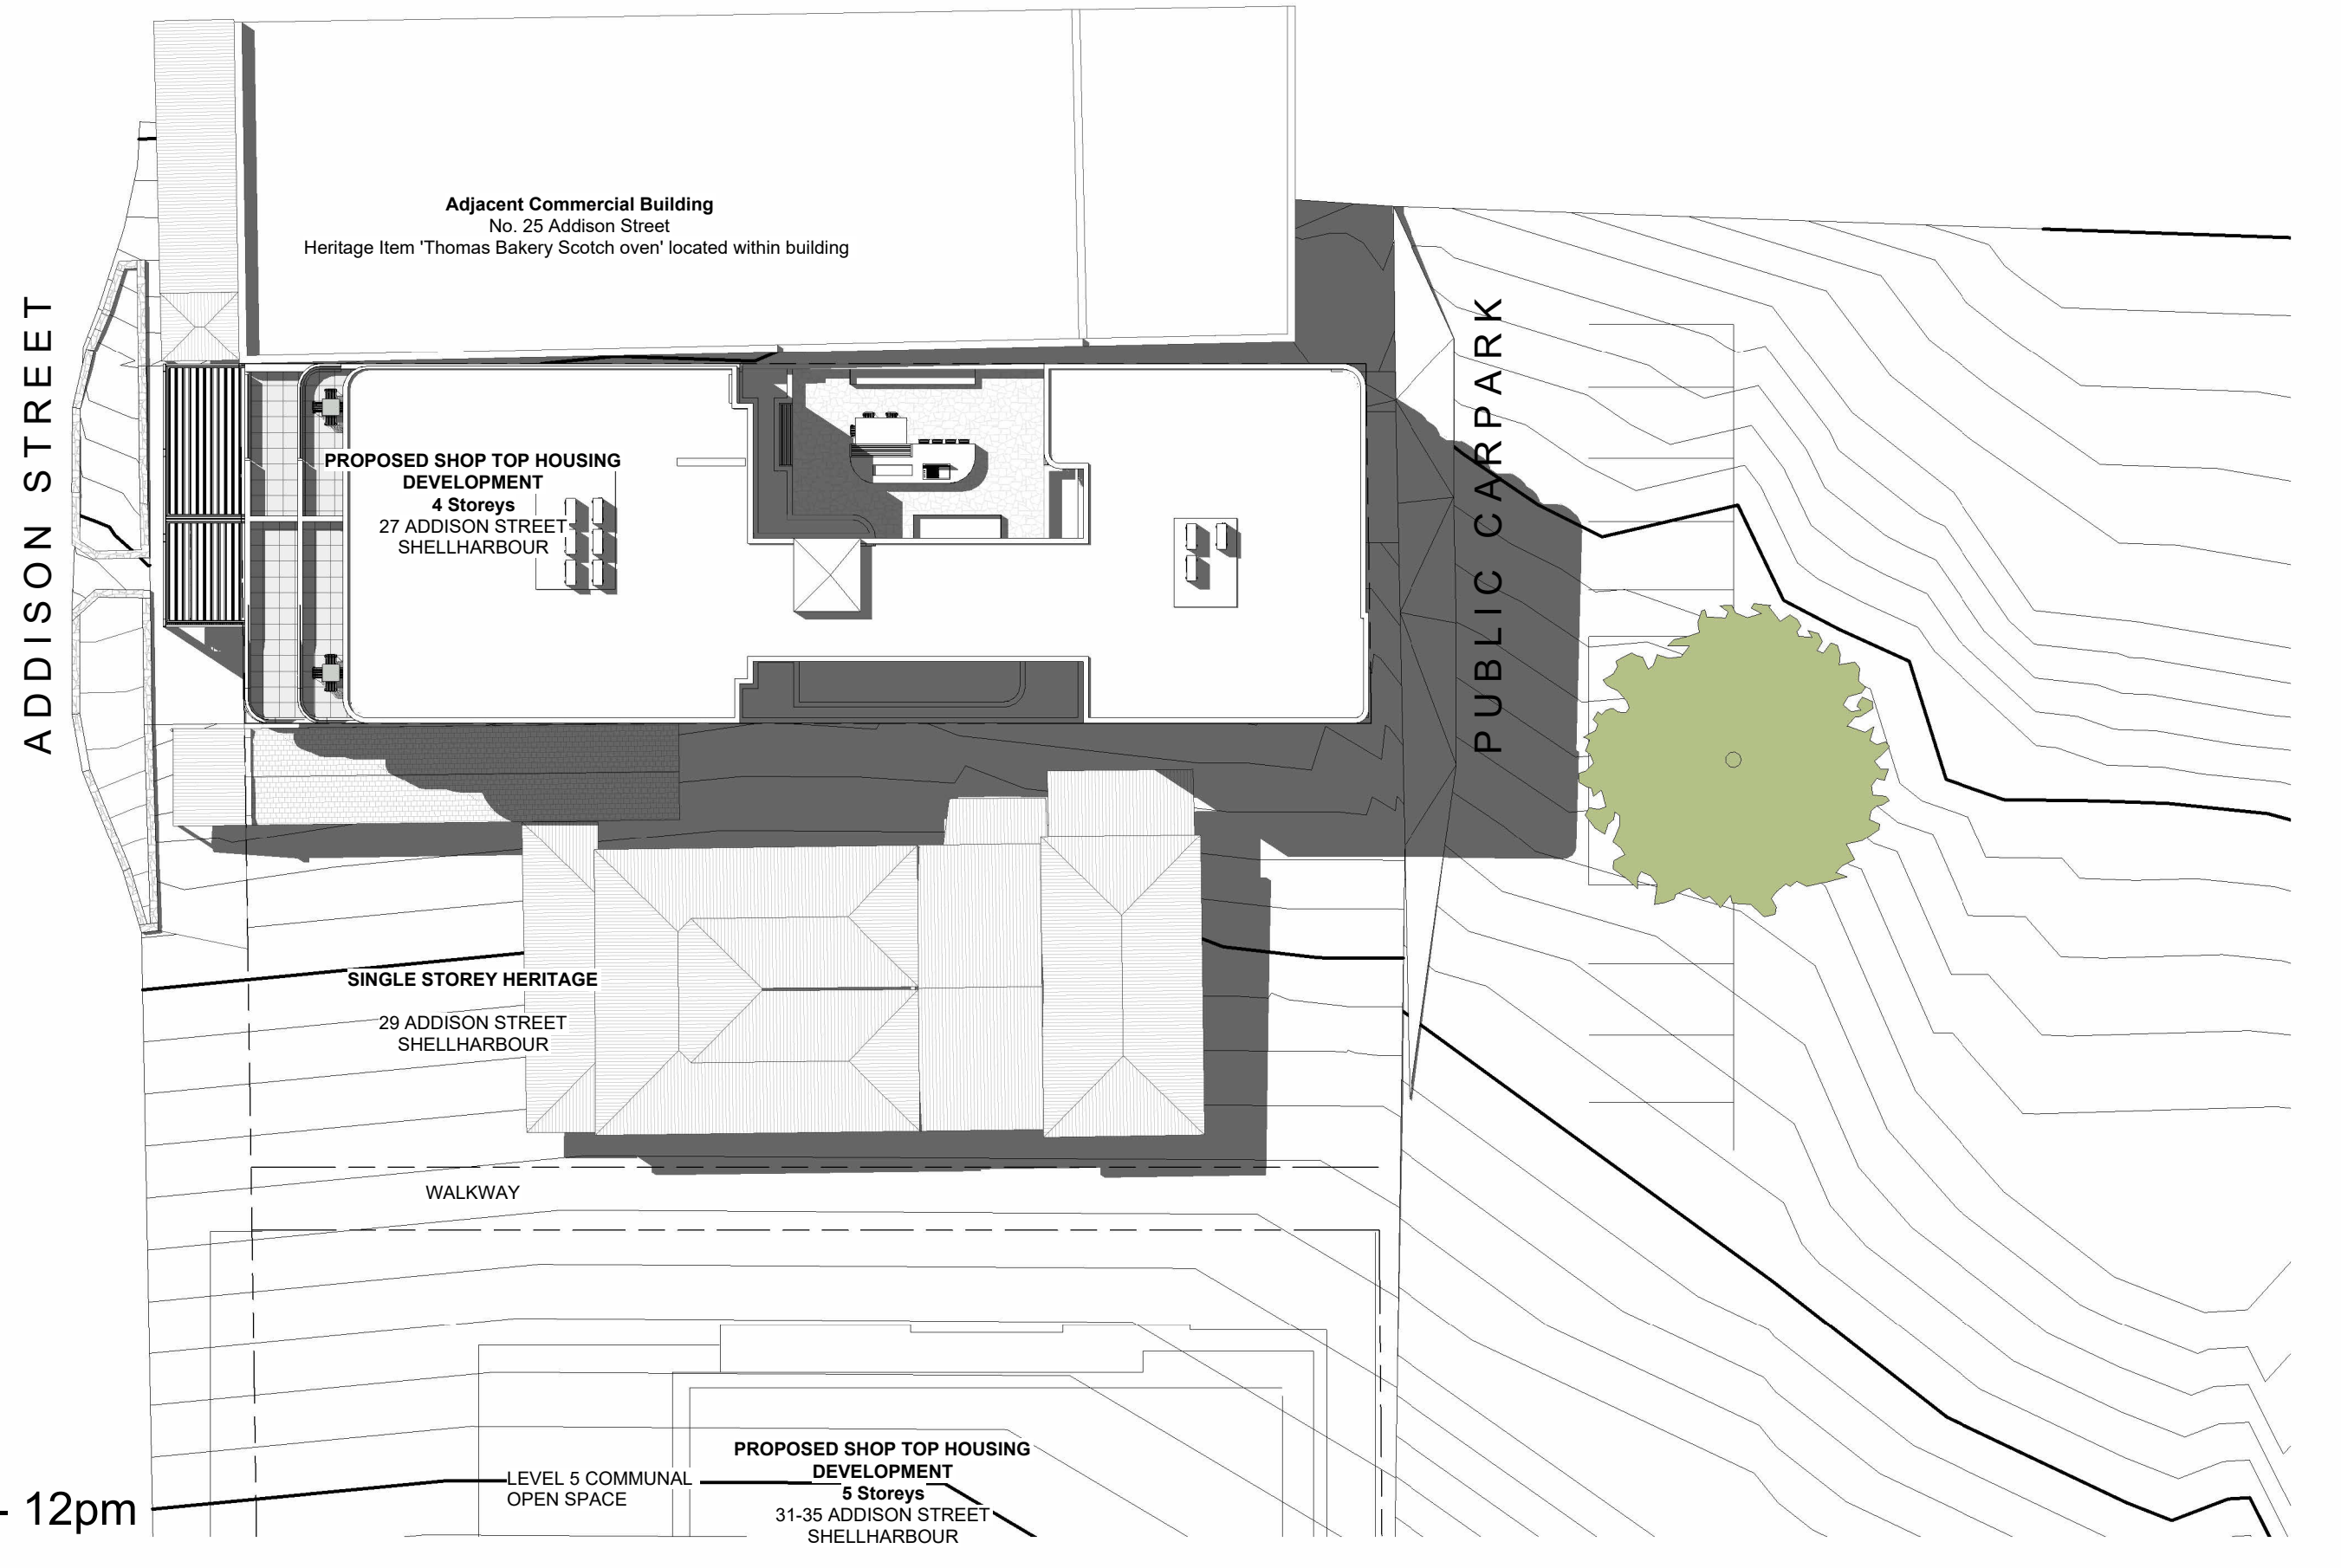 Adjacent Commercial Building
No. 25 Addison Street
Heritage Item 'Thomas Bakery Scotch oven' located within building
ADDISON STREET
PUBLIC CARPARK
PROPOSED SHOP TOP HOUSING
DEVELOPMENT
4 Storeys
27 ADDISON STREET
SHELLHARBOUR
SINGLE STOREY HERITAGE
29 ADDISON STREET
SHELLHARBOUR
WALKWAY
PROPOSED SHOP TOP HOUSING
DEVELOPMENT
5 Storeys
31-35 ADDISON STREET
SHELLHARBOUR
LEVEL 5 COMMUNAL
OPEN SPACE
- 12pm